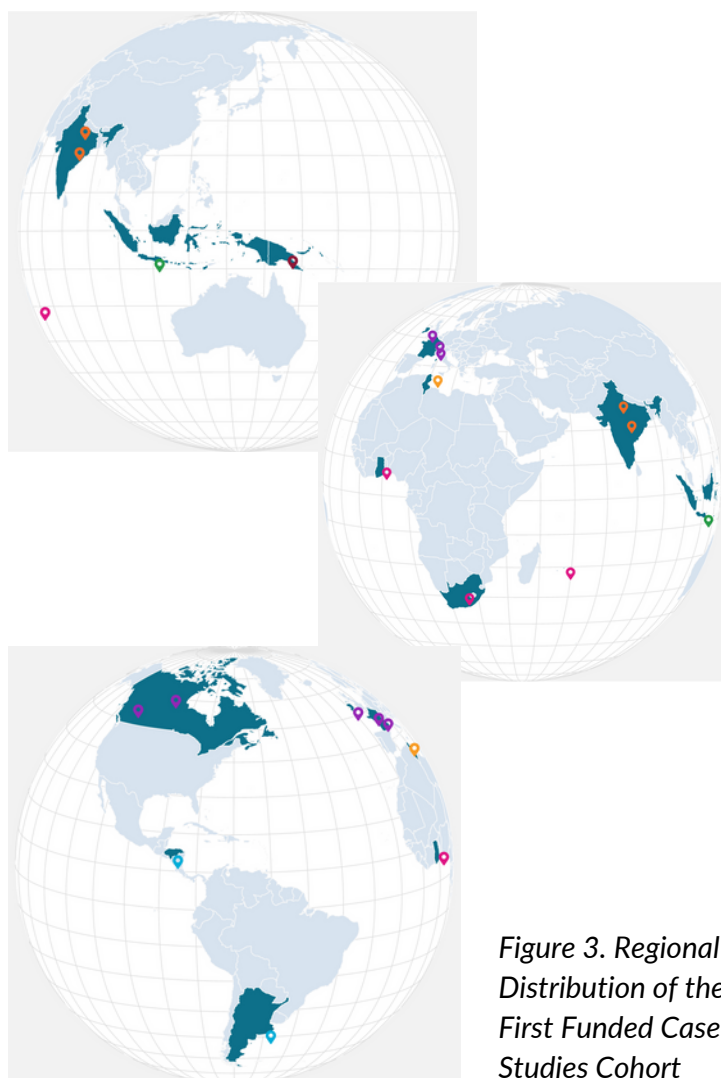 Figure 3. Regional
Distribution of the
First Funded Case
Studies Cohort